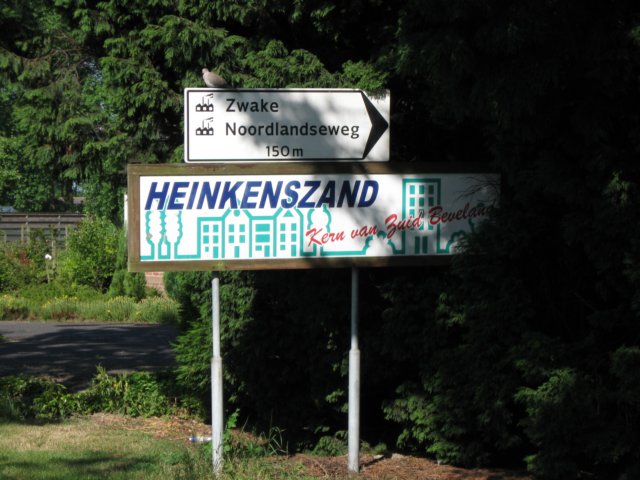 Zwake
Noordlandseweg
150m
HEINKENSZAND
Kern van Zuid Beveland